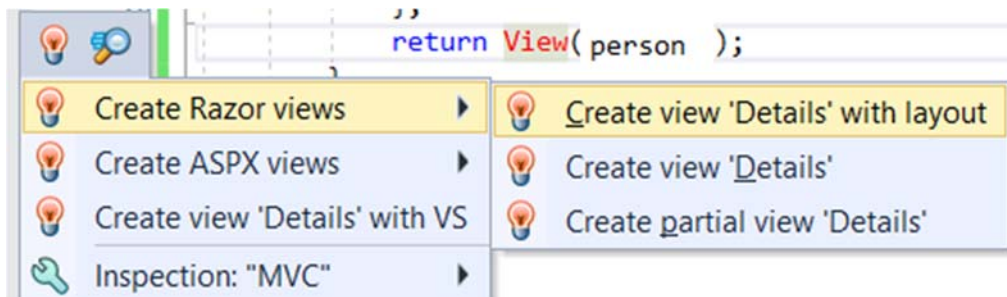 };
return View( person );
}
Create Razor views
Create view 'Details' with layout
Create ASPX views
Create view 'Details'
Create view 'Details' with VS
Create partial view 'Details'
Inspection: "MVC"